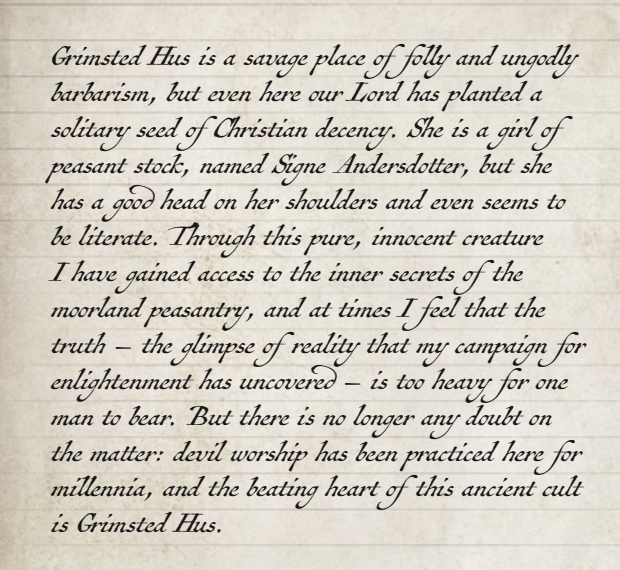 Grimsted Hus is a savage place of folly and ungodly
barbarism, but even here our Lord has planted a
solitary seed of Christian decency. She is a girl of
peasant stock, named Signe Andersdotter, but she
has a good head on her shoulders and even seems to
be literate. Through this pure, innocent creature
I have gained access to the inner secrets of the
moorland peasantry, and at times I feel that the
truth – the glimpse of reality that my campaign for
enlightenment has uncovered – is too heavy for one
man to bear. But there is no longer any doubt on
the matter: devil worship has been practiced here for
millennia, and the beating heart of this ancient cult
is Grimsted Hus.